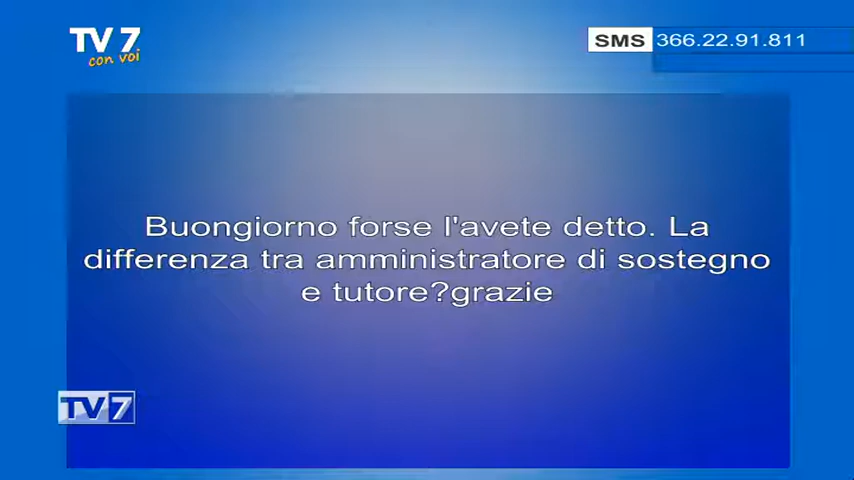 TV7
con voi
SMS 366.22.91.811
Buongiorno forse l'avete detto. La
differenza tra amministratore di sostegno
e tutore?grazie
TV7